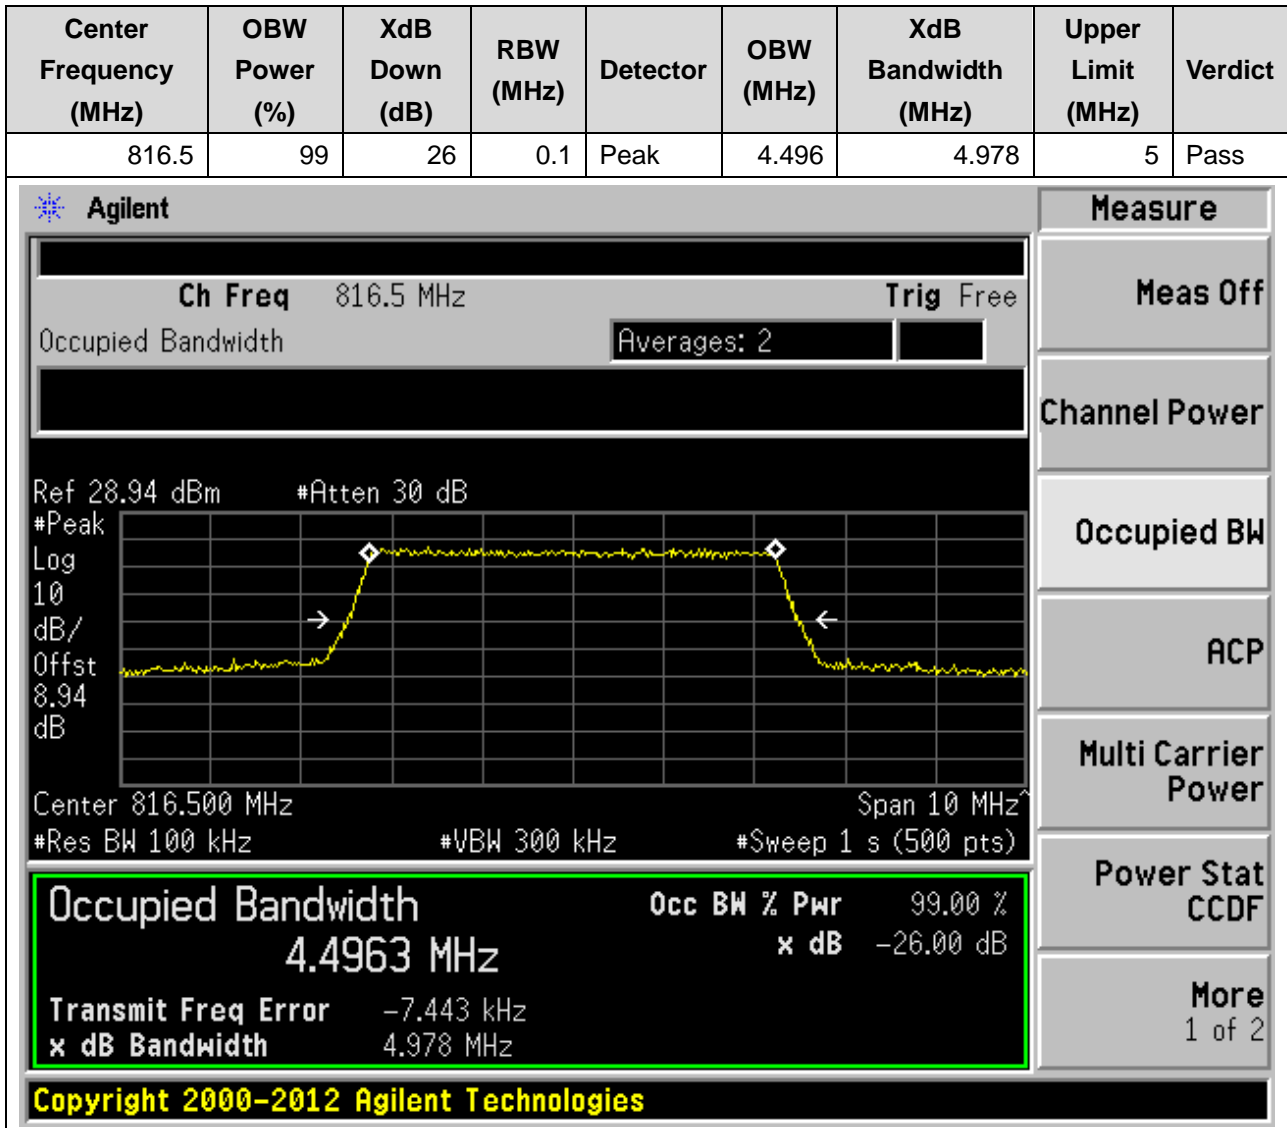 Center Frequency (MHz) OBW Power (%) XdB Down (dB) RBW (MHz) Detector OBW (MHz) XdB Bandwidth (MHz) Upper Limit (MHz) Verdict
816.5 99 26 0.1 Peak 4.496 4.978 5 Pass
Agilent
Measure
Ch Freq 816.5 MHz Trig Free
Occupied Bandwidth Averages: 2
Meas Off
Channel Power
Occupied BW
ACP
Multi Carrier
Power
Power Stat
CCDF
More
1 of 2
Ref 28.94 dBm #Atten 30 dB
#Peak
Log
10
dB/
Offst
8.94
dB
Center 816.500 MHz Span 10 MHz^
#Res BW 100 kHz #VBW 300 kHz #Sweep 1 s (500 pts)
Occupied Bandwidth Occ BW % Pwr 99.00 %
4.4963 MHz x dB -26.00 dB
Transmit Freq Error -7.443 kHz
x dB Bandwidth 4.978 MHz
Copyright 2000-2012 Agilent Technologies